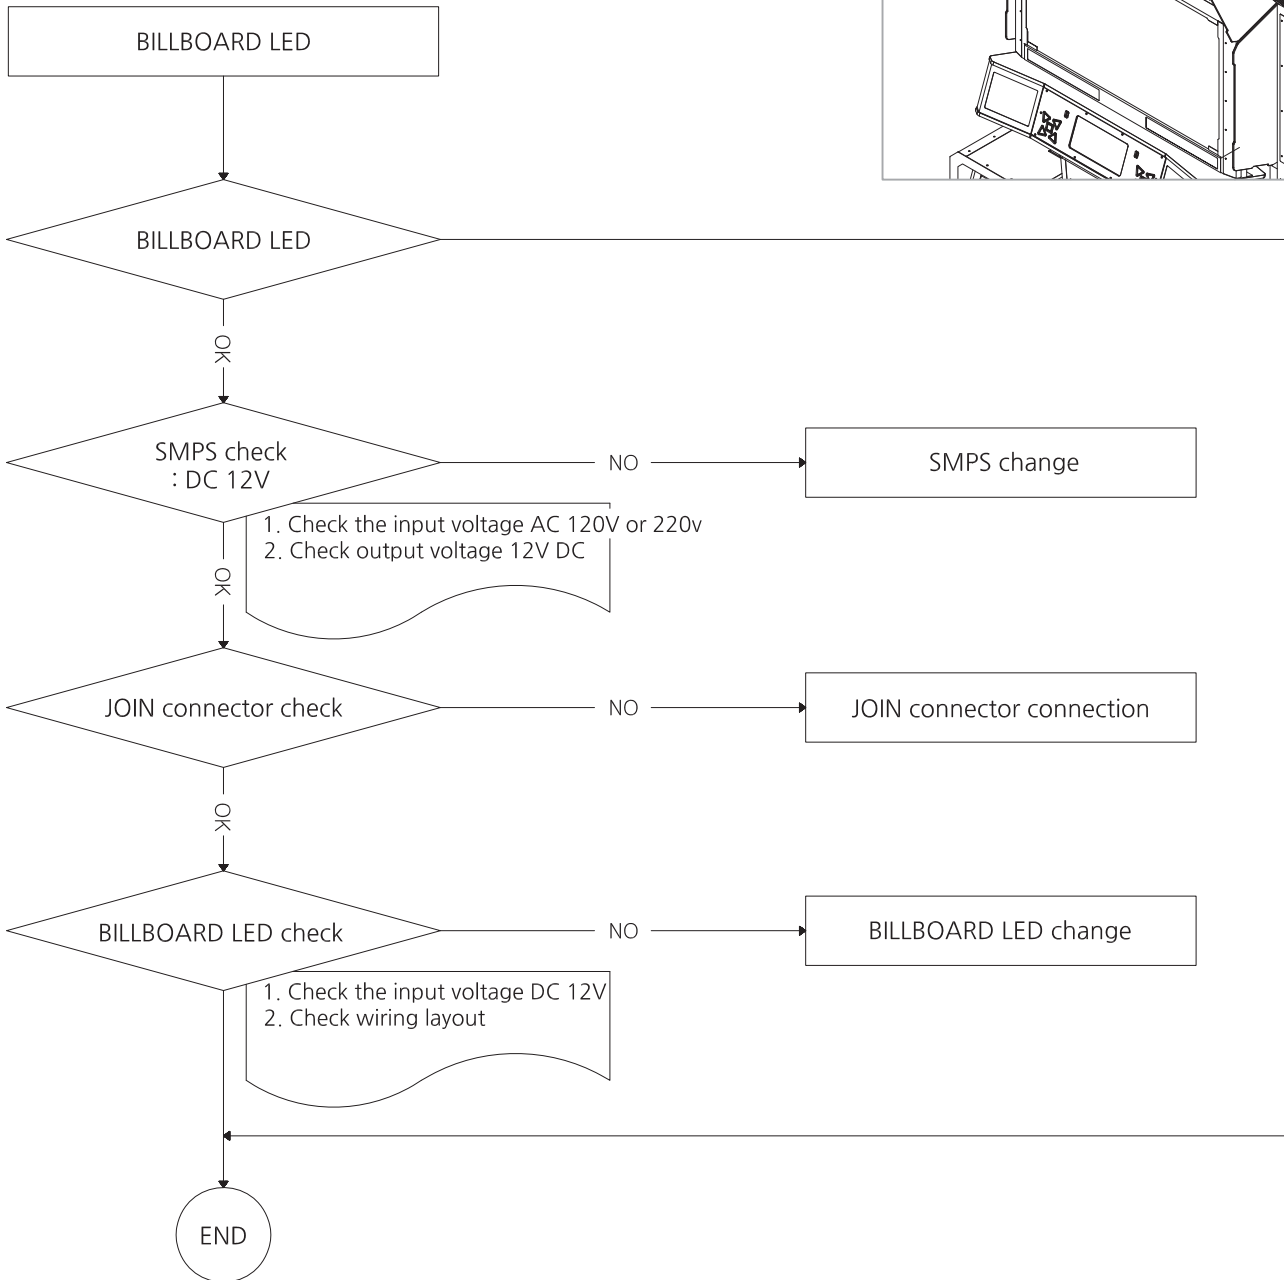 BILLBOARD LED
BILLBOARD LED
OK
SMPS check
: DC 12V
NO
SMPS change
1. Check the input voltage AC 120V or 220v
2. Check output voltage 12V DC
OK
JOIN connector check
NO
JOIN connector connection
OK
BILLBOARD LED check
NO
BILLBOARD LED change
1. Check the input voltage DC 12V
2. Check wiring layout
END